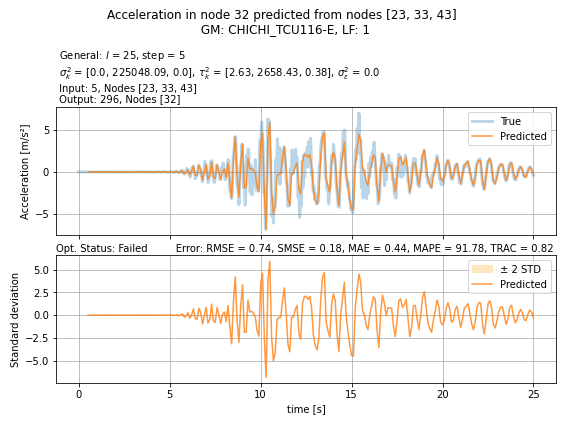 Acceleration in node 32 predicted from nodes [23, 33, 43]
GM: CHICHI_TCU116-E, LF: 1
General: l = 25, step = 5
σ²ₖ = [0.0, 225048.09, 0.0], τ²ₖ = [2.63, 2658.43, 0.38], σ²ε = 0.0
Input: 5, Nodes [23, 33, 43]
Output: 296, Nodes [32]
Acceleration [m/s²]
5
0
−5
True
Predicted
Opt. Status: Failed Error: RMSE = 0.74, SMSE = 0.18, MAE = 0.44, MAPE = 91.78, TRAC = 0.82
Standard deviation
5.0
2.5
0.0
−2.5
−5.0
± 2 STD
Predicted
0 5 10 15 20 25
time [s]